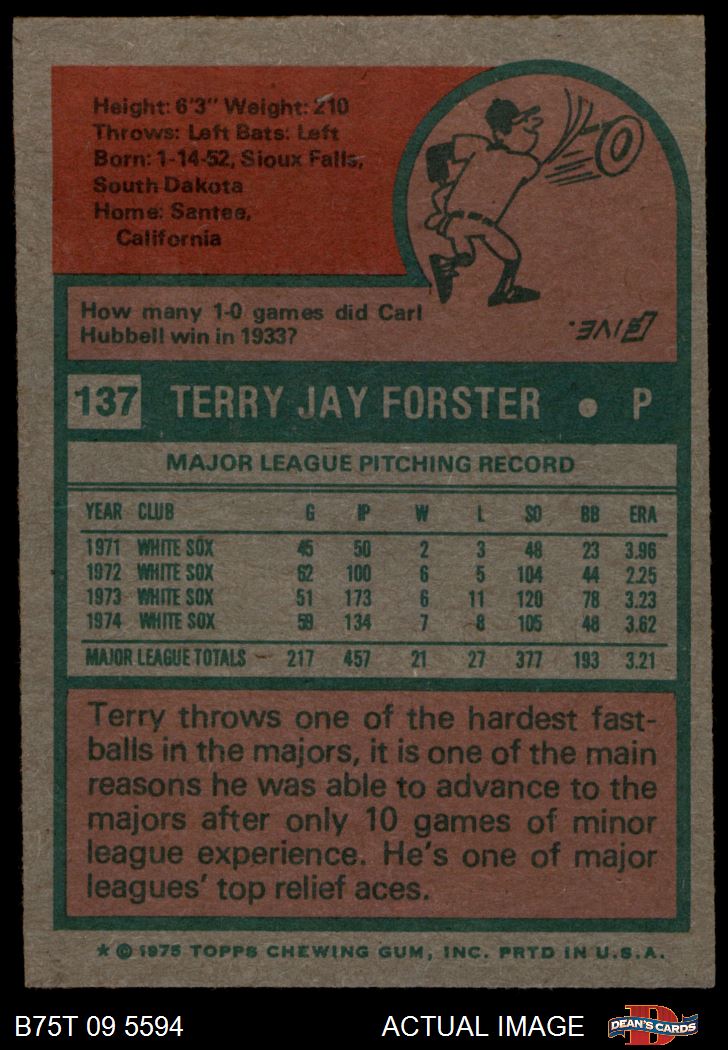 Height: 6'3" Weight: 210
Throws: Left Bats: Left
Born: 1-14-52, Sioux Falls,
South Dakota
Home: Santee,
California
How many 1-0 games did Carl
Hubbell win in 1933?
FIVE.
137 TERRY JAY FORSTER • P
MAJOR LEAGUE PITCHING RECORD
YEAR CLUB G IP W L SO BB ERA
1971 WHITE SOX 45 50 2 3 48 23 3.96
1972 WHITE SOX 62 100 6 5 104 44 2.25
1973 WHITE SOX 51 173 6 11 120 78 3.23
1974 WHITE SOX 59 134 7 8 105 48 3.62
MAJOR LEAGUE TOTALS 217 457 21 27 377 193 3.21
Terry throws one of the hardest fast-
balls in the majors, it is one of the main
reasons he was able to advance to the
majors after only 10 games of minor
league experience. He's one of major
leagues' top relief aces.
* © 1975 TOPPS CHEWING GUM, INC. PRTD IN U.S.A.
B75T 09 5594 ACTUAL IMAGE D DEAN'S CARDS